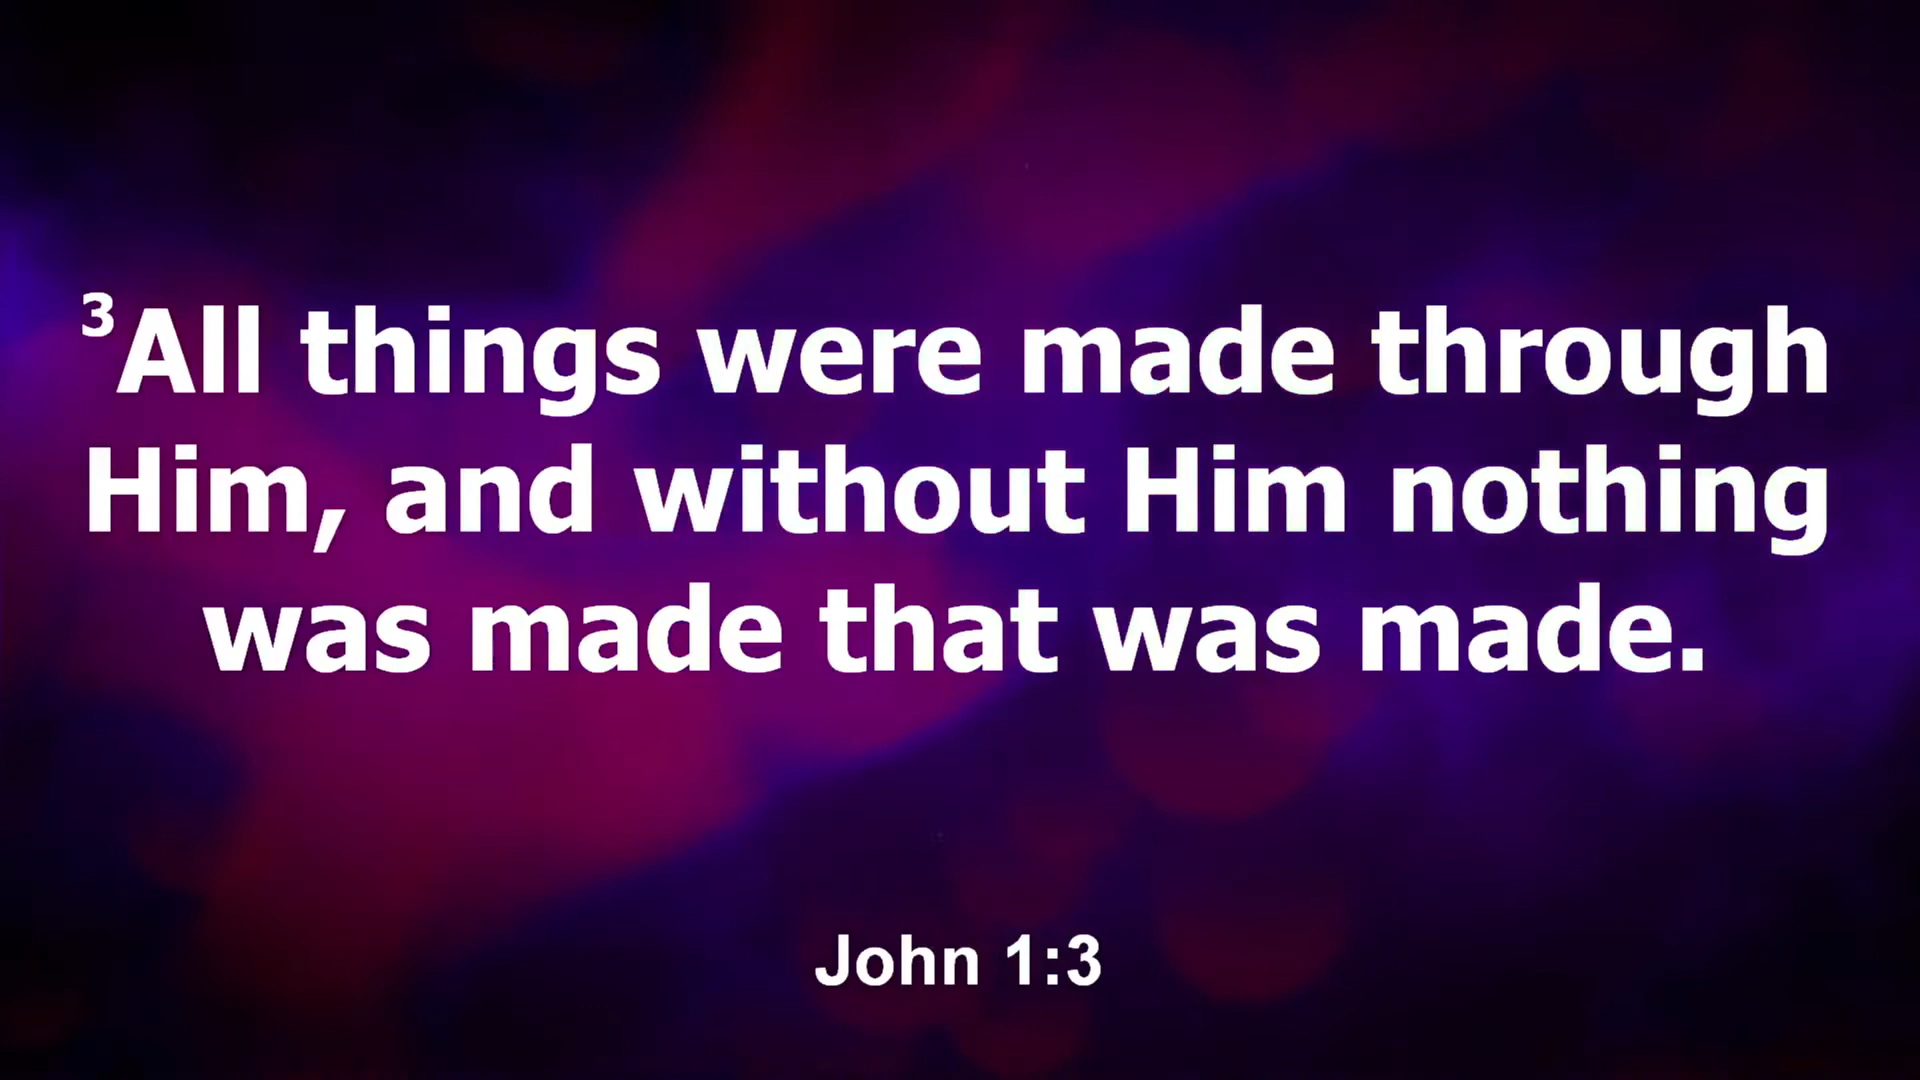 ³All things were made through
Him, and without Him nothing
was made that was made.
John 1:3